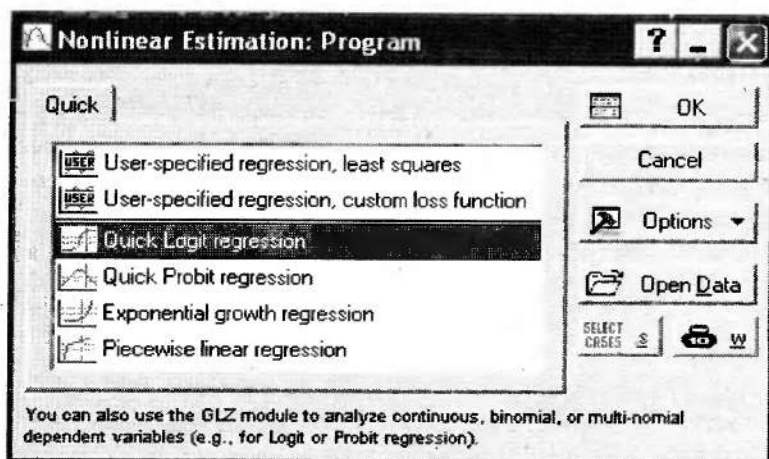 Nonlinear Estimation: Program
Quick
USER User-specified regression, least squares
USER User-specified regression, custom loss function
Quick Logit regression
Quick Probit regression
Exponential growth regression
Piecewise linear regression
OK
Cancel
Options
Open Data
SELECT CASES S
W
You can also use the GLZ module to analyze continuous, binomial, or multi-nomial
dependent variables (e.g., for Logit or Probit regression).